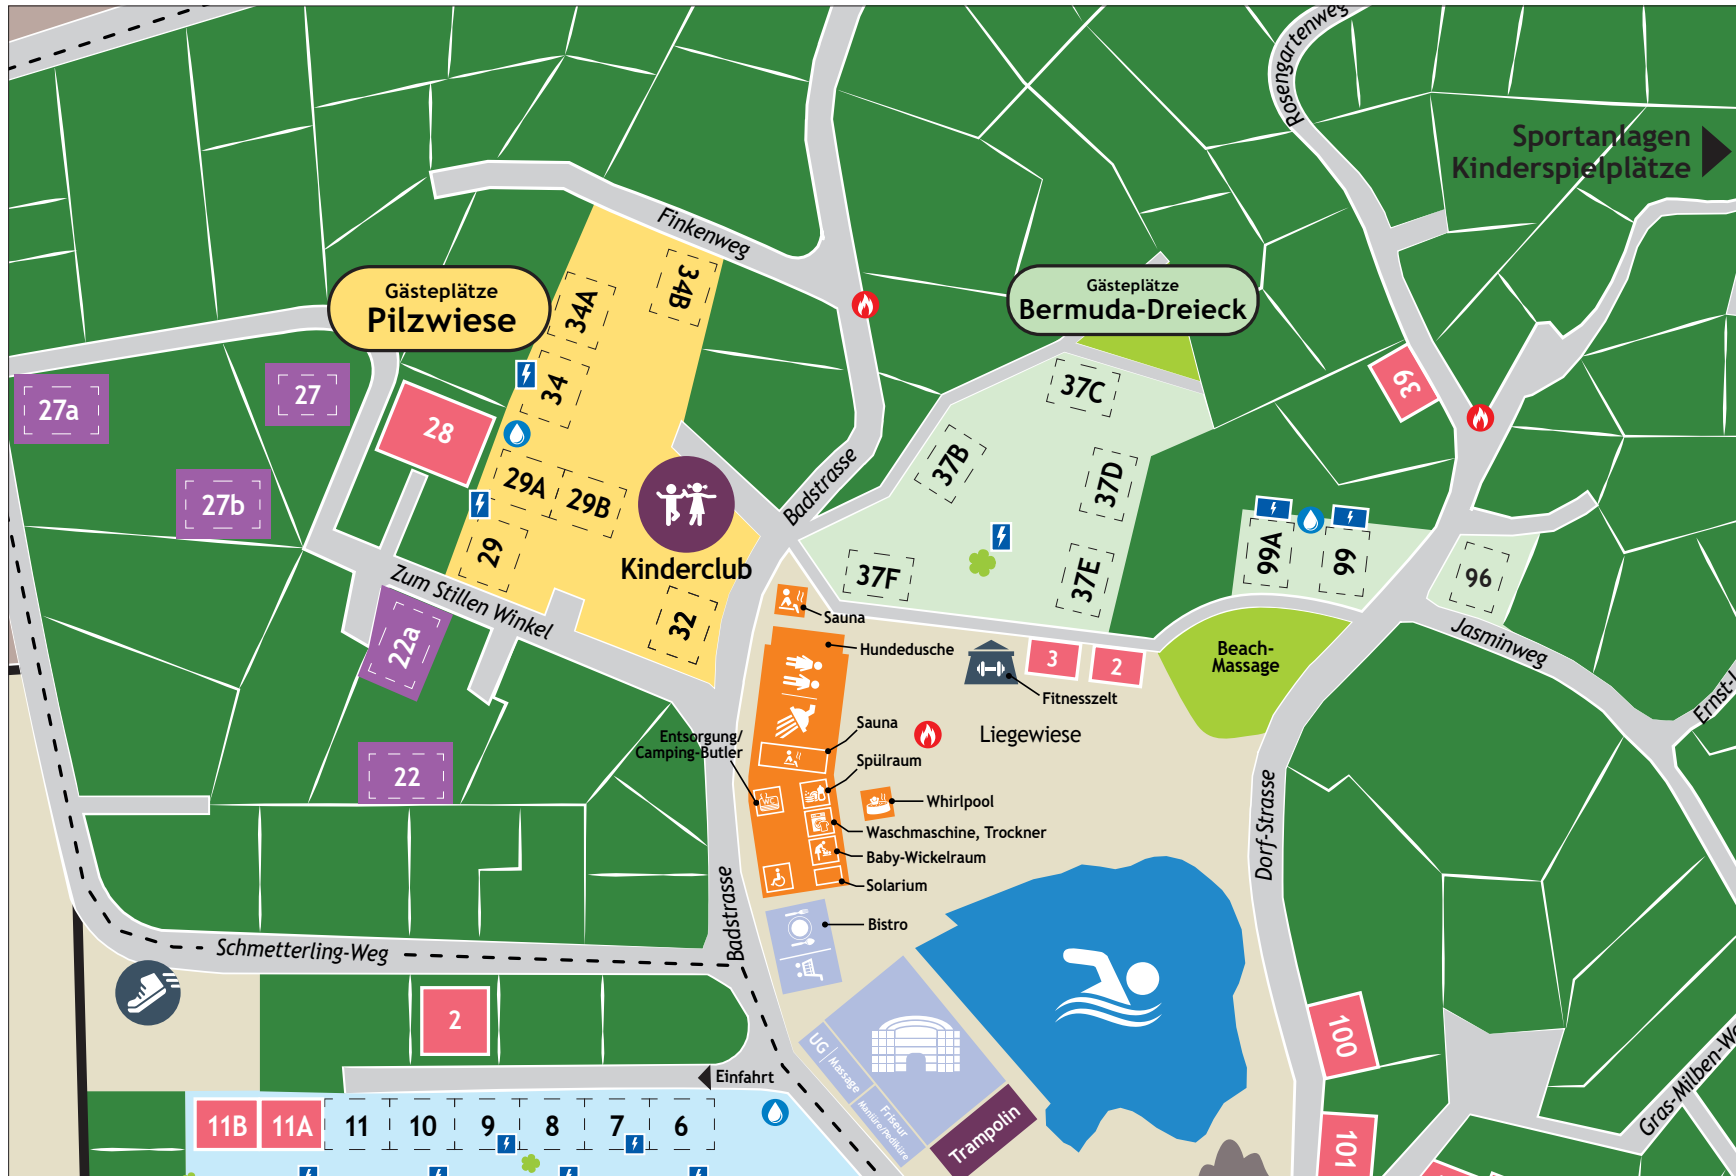 Rosengartenweg
Sportanlagen
Kinderspielplätze
Finkenweg
Gästeplätze
Pilzwiese
34A
34B
34
Gästeplätze
Bermuda-Dreieck
37C
37B
37D
37E
37F
39
27a
27
27b
28
29A
29B
29
Kinderclub
32
Badstrasse
99A
99
96
Zum Stillen Winkel
22a
22
Sauna
Hundedusche
3
2
Fitnesszelt
Beach-
Massage
Jasminweg
Liegewiese
Entsorgung/
Camping-Butler
Sauna
Spülraum
WC
Whirlpool
Waschmaschine, Trockner
Baby-Wickelraum
Solarium
Bistro
Badstrasse
Dorf-Strasse
Schmetterling-Weg
2
Einfahrt
11B
11A
11
10
9
8
7
6
UG
Massage
Friseur
Maniüre/Pediküre
Trampolin
100
101
Gras-Milben-We
Ernst-